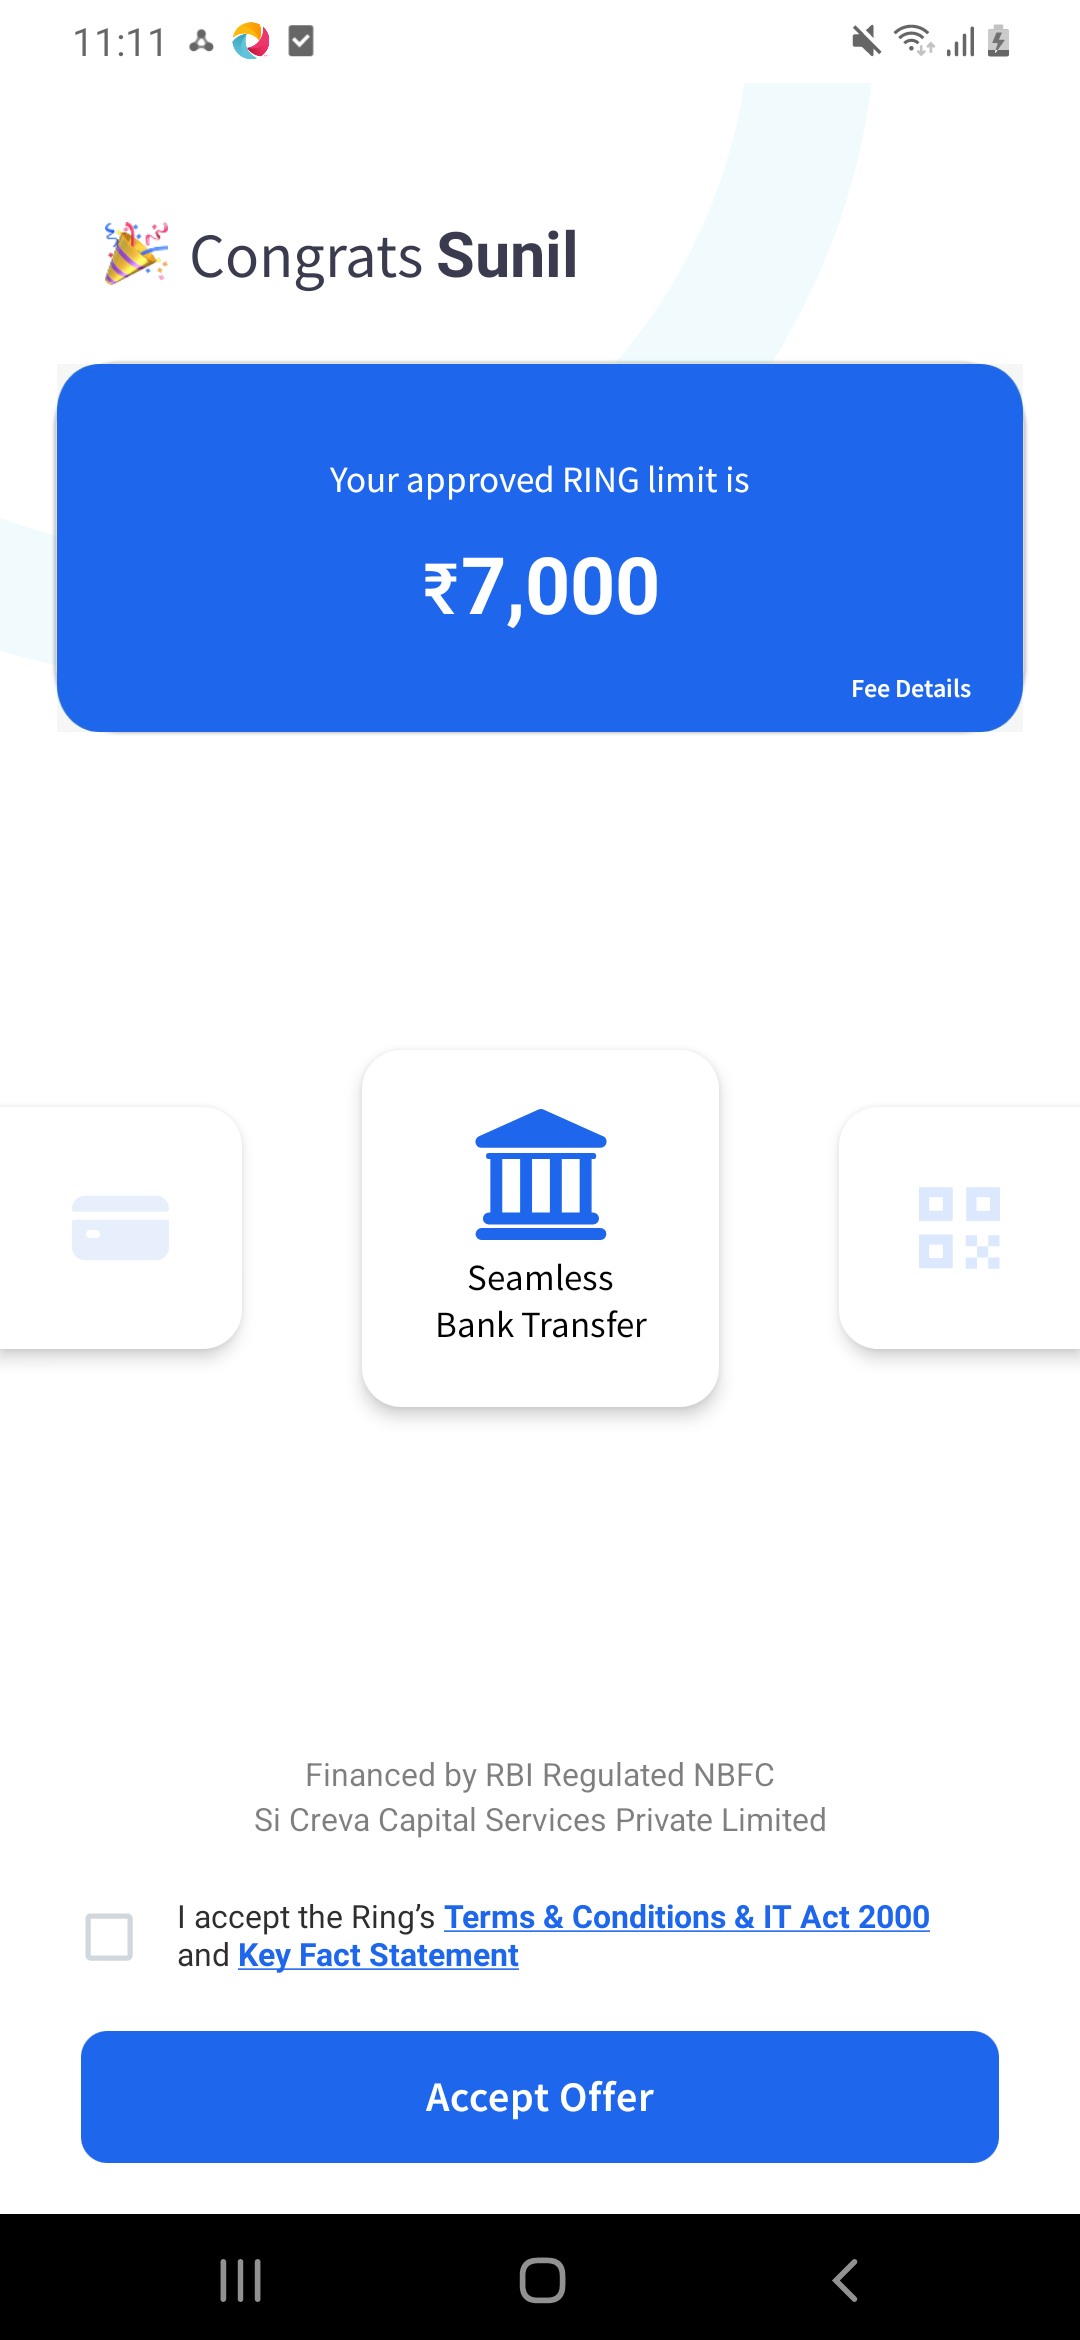 11:11
Congrats Sunil
Your approved RING limit is
₹7,000
Fee Details
Seamless
Bank Transfer
Financed by RBI Regulated NBFC
Si Creva Capital Services Private Limited
I accept the Ring’s Terms & Conditions & IT Act 2000
and Key Fact Statement
Accept Offer